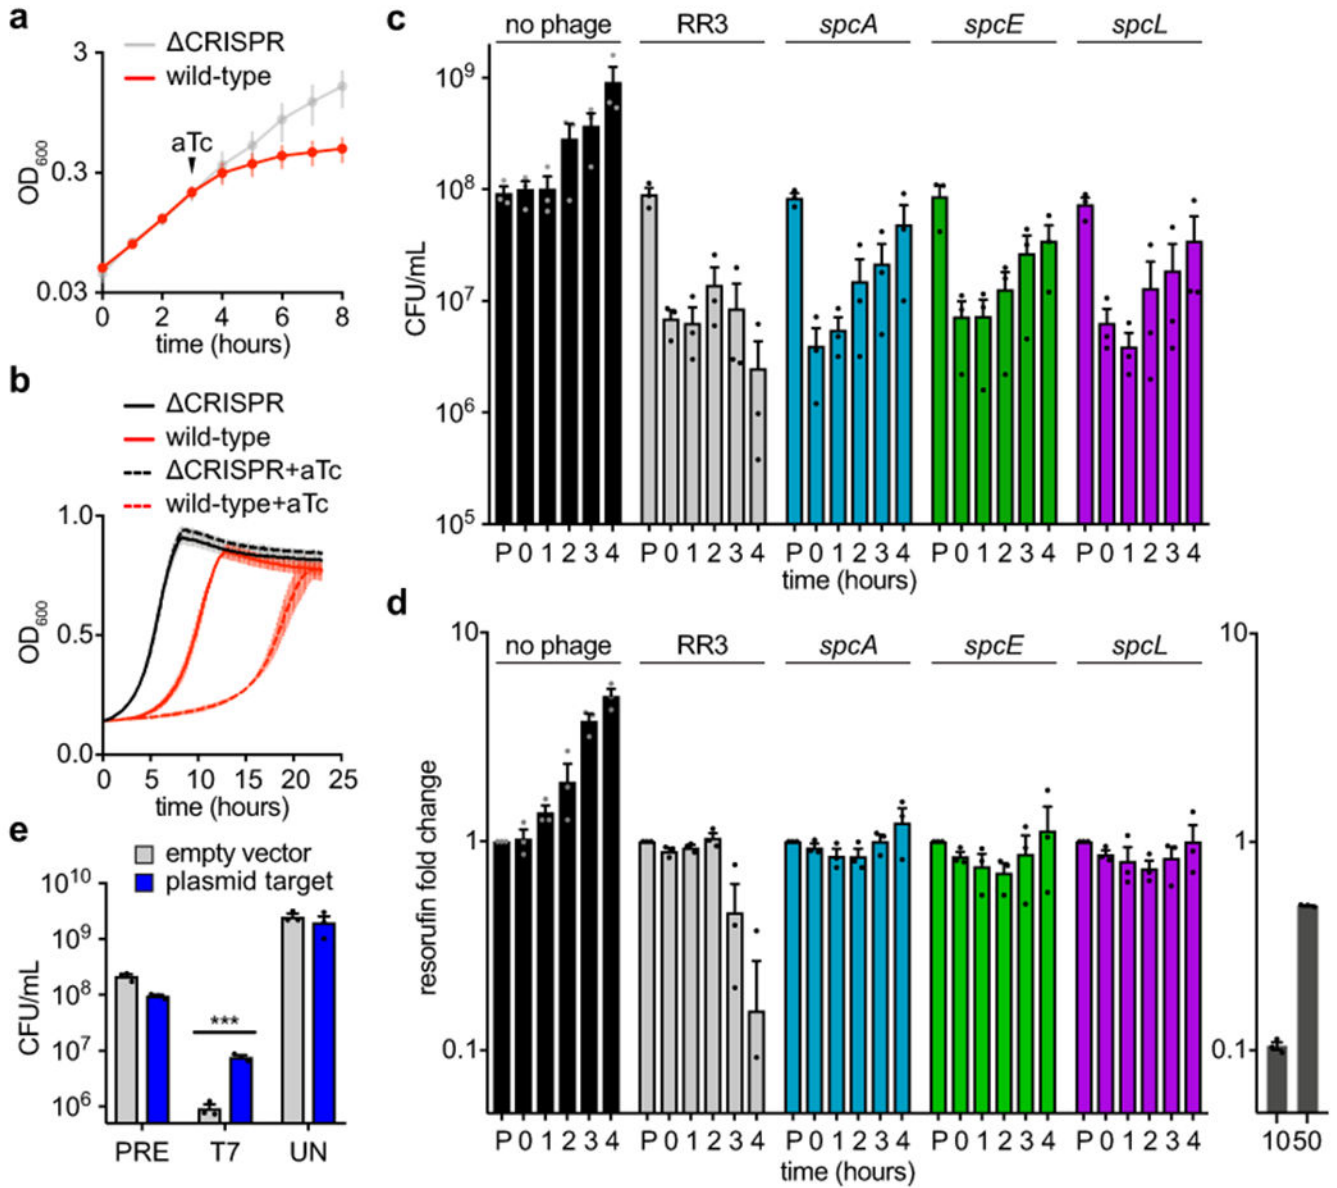 a
ΔCRISPR
wild-type
3
0.3
0.03
OD600
aTc
0 2 4 6 8
time (hours)
b
ΔCRISPR
wild-type
ΔCRISPR+aTc
wild-type+aTc
1.0
0.5
0.0
OD600
0 5 10 15 20 25
time (hours)
e
empty vector
plasmid target
10^10
10^9
10^8
10^7
10^6
CFU/mL
***
PRE T7 UN
c
no phage RR3 spcA spcE spcL
10^9
10^8
10^7
10^6
10^5
CFU/mL
P 0 1 2 3 4 P 0 1 2 3 4 P 0 1 2 3 4 P 0 1 2 3 4 P 0 1 2 3 4
time (hours)
d
no phage RR3 spcA spcE spcL
10
1
0.1
resorufin fold change
P 0 1 2 3 4 P 0 1 2 3 4 P 0 1 2 3 4 P 0 1 2 3 4 P 0 1 2 3 4
time (hours)
10
1
0.1
10 50